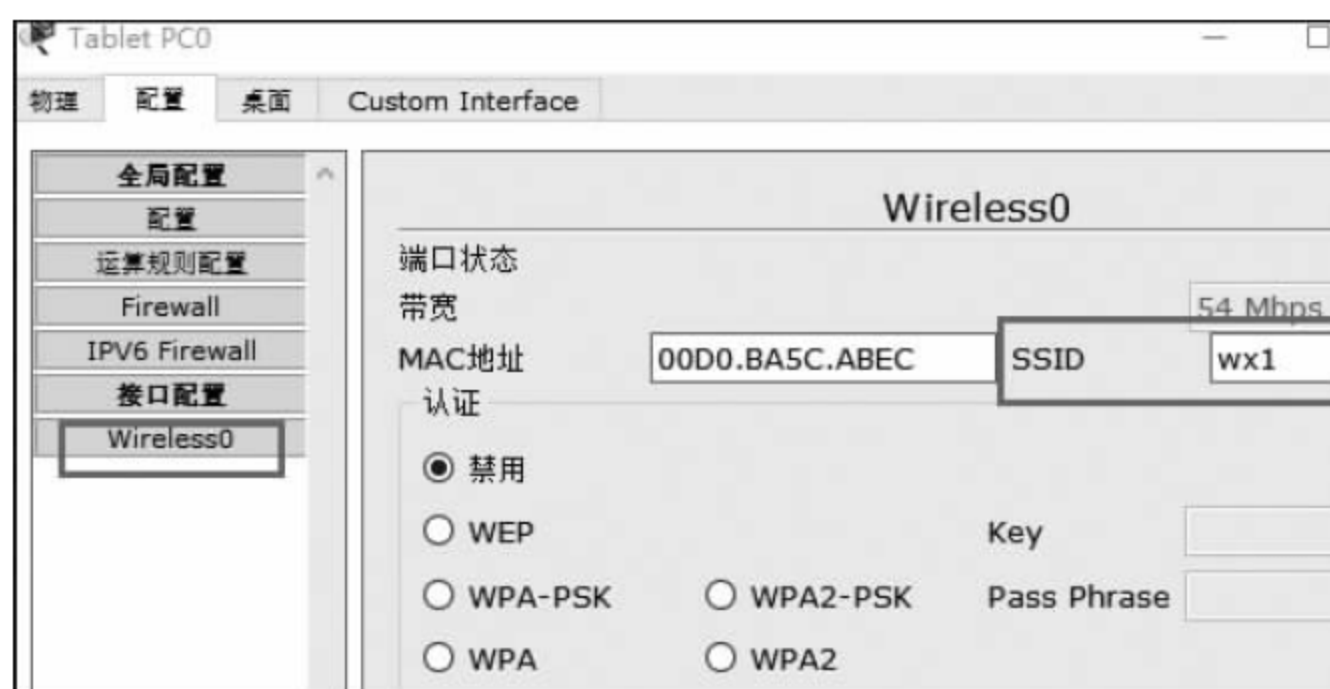 Tablet PC0
物理 配置 桌面 Custom Interface
全局配置
配置
运算规则配置
Firewall
IPV6 Firewall
接口配置
Wireless0
Wireless0
端口状态
带宽 54 Mbps
MAC地址 00D0.BA5C.ABEC SSID wx1
认证
禁用
WEP Key
WPA-PSK WPA2-PSK Pass Phrase
WPA WPA2